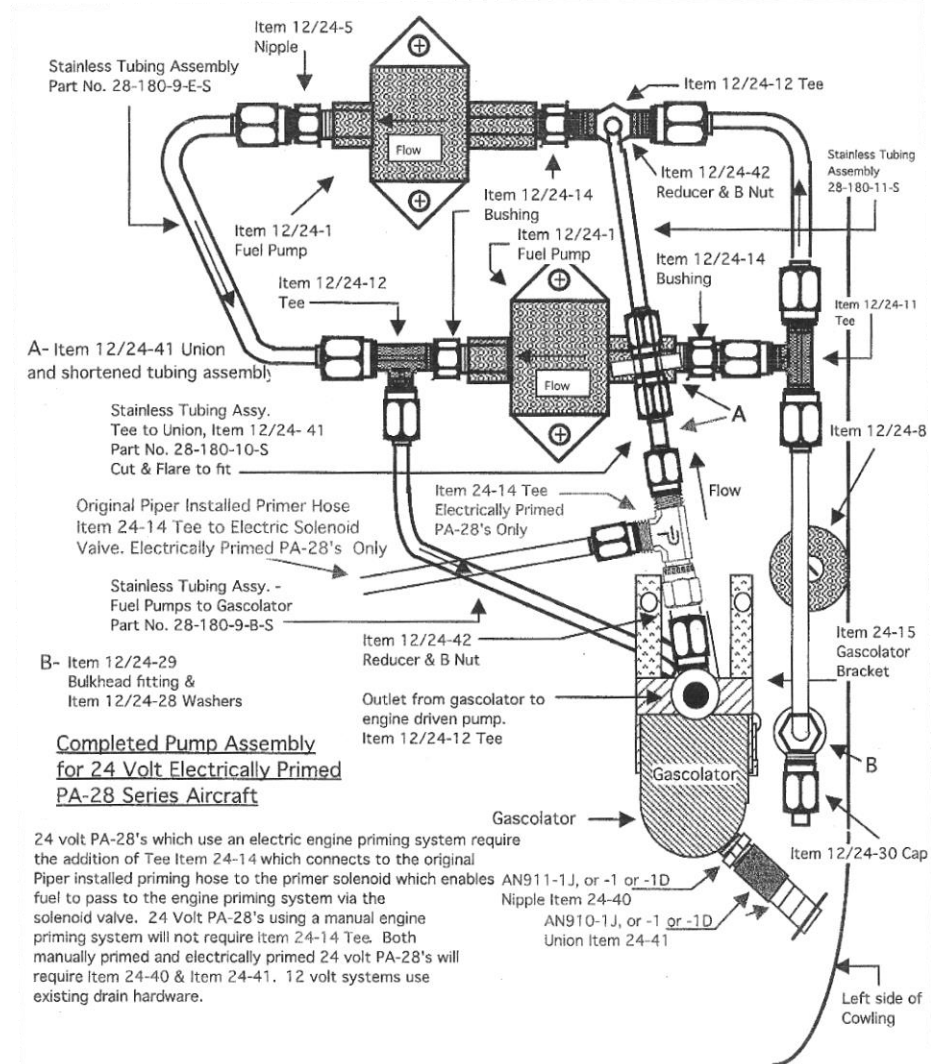 Item 12/24-5
Nipple
Stainless Tubing Assembly
Part No. 28-180-9-E-S
Item 12/24-12 Tee
Flow
Stainless Tubing
Assembly
28-180-11-S
Item 12/24-42
Reducer & B Nut
Item 12/24-14
Bushing
Item 12/24-1
Fuel Pump
Item 12/24-1
Fuel Pump
Item 12/24-14
Bushing
Item 12/24-12
Tee
Item 12/24-11
Tee
A- Item 12/24-41 Union
and shortened tubing assembly
Flow
A
Stainless Tubing Assy.
Tee to Union, Item 12/24- 41
Part No. 28-180-10-S
Cut & Flare to fit
Item 12/24-8
Original Piper Installed Primer Hose
Item 24-14 Tee to Electric Solenoid
Valve. Electrically Primed PA-28's Only
Item 24-14 Tee
Electrically Primed
PA-28's Only
Flow
Stainless Tubing Assy. -
Fuel Pumps to Gascolator
Part No. 28-180-9-B-S
Item 12/24-42
Reducer & B Nut
Item 24-15
Gascolator
Bracket
B- Item 12/24-29
Bulkhead fitting &
Item 12/24-28 Washers
Outlet from gascolator to
engine driven pump.
Item 12/24-12 Tee
Completed Pump Assembly
for 24 Volt Electrically Primed
PA-28 Series Aircraft
B
Gascolator
Gascolator
Item 12/24-30 Cap
24 volt PA-28's which use an electric engine priming system require
the addition of Tee Item 24-14 which connects to the original
Piper installed priming hose to the primer solenoid which enables
fuel to pass to the engine priming system via the
solenoid valve. 24 Volt PA-28's using a manual engine
priming system will not require item 24-14 Tee. Both
manually primed and electrically primed 24 volt PA-28's will
require Item 24-40 & Item 24-41. 12 volt systems use
existing drain hardware.
AN911-1J, or -1 or -1D
Nipple Item 24-40
AN910-1J, or -1 or -1D
Union Item 24-41
Left side of
Cowling